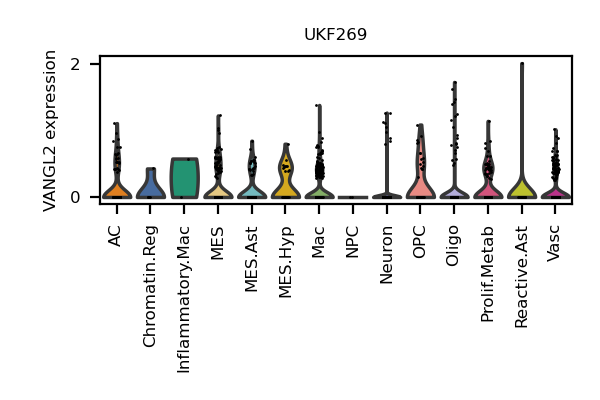 UKF269
VANGL2 expression
2
0
AC
Chromatin.Reg
Inflammatory.Mac
MES
MES.Ast
MES.Hyp
Mac
NPC
Neuron
OPC
Oligo
Prolif.Metab
Reactive.Ast
Vasc